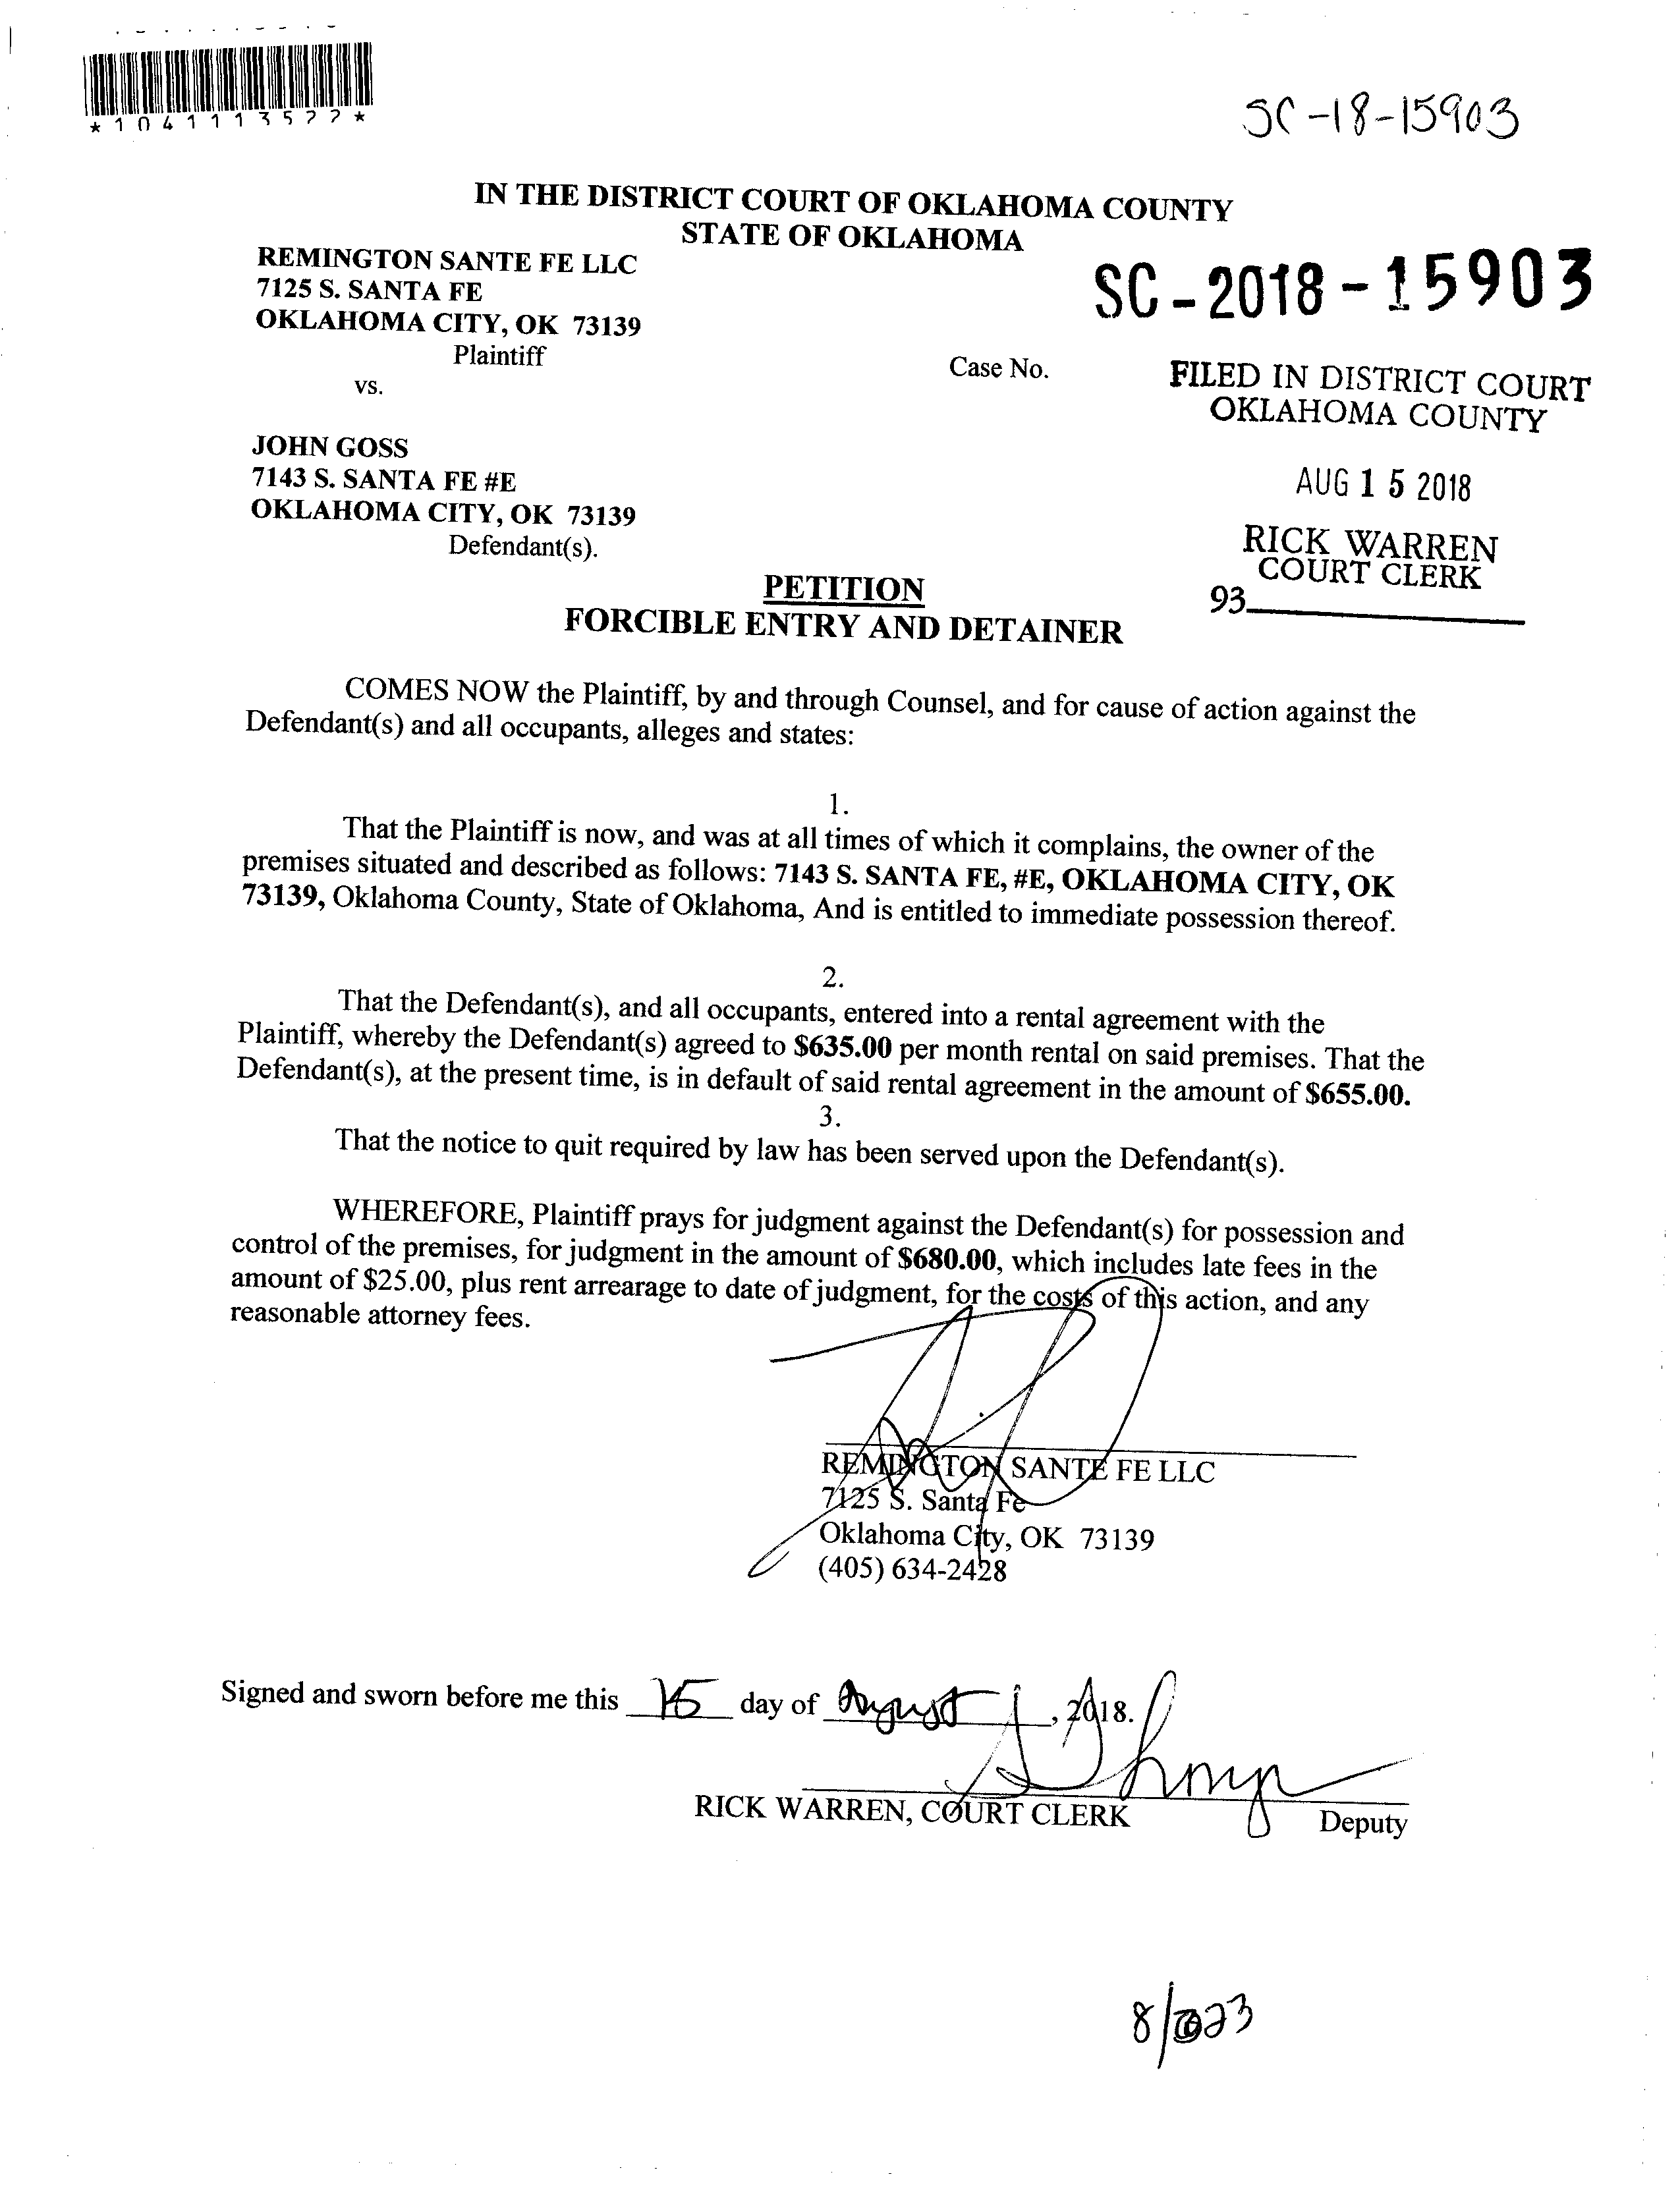 *1041113577*
SC-18-15903
IN THE DISTRICT COURT OF OKLAHOMA COUNTY
STATE OF OKLAHOMA
REMINGTON SANTE FE LLC
7125 S. SANTA FE
OKLAHOMA CITY, OK 73139
Plaintiff
SC-2018-15903
Case No.
vs.
FILED IN DISTRICT COURT
OKLAHOMA COUNTY
JOHN GOSS
7143 S. SANTA FE #E
OKLAHOMA CITY, OK 73139
Defendant(s).
AUG 15 2018
RICK WARREN
COURT CLERK
93
PETITION
FORCIBLE ENTRY AND DETAINER
COMES NOW the Plaintiff, by and through Counsel, and for cause of action against the
Defendant(s) and all occupants, alleges and states:
1.
That the Plaintiff is now, and was at all times of which it complains, the owner of the
premises situated and described as follows: 7143 S. SANTA FE, #E, OKLAHOMA CITY, OK
73139, Oklahoma County, State of Oklahoma, And is entitled to immediate possession thereof.
2.
That the Defendant(s), and all occupants, entered into a rental agreement with the
Plaintiff, whereby the Defendant(s) agreed to $635.00 per month rental on said premises. That the
Defendant(s), at the present time, is in default of said rental agreement in the amount of $655.00.
3.
That the notice to quit required by law has been served upon the Defendant(s).
WHEREFORE, Plaintiff prays for judgment against the Defendant(s) for possession and
control of the premises, for judgment in the amount of $680.00, which includes late fees in the
amount of $25.00, plus rent arrearage to date of judgment, for the costs of this action, and any
reasonable attorney fees.
REMINGTON SANTE FE LLC
7125 S. Santa Fe
Oklahoma City, OK 73139
(405) 634-2428
Signed and sworn before me this 15 day of August, 2018.
RICK WARREN, COURT CLERK Deputy